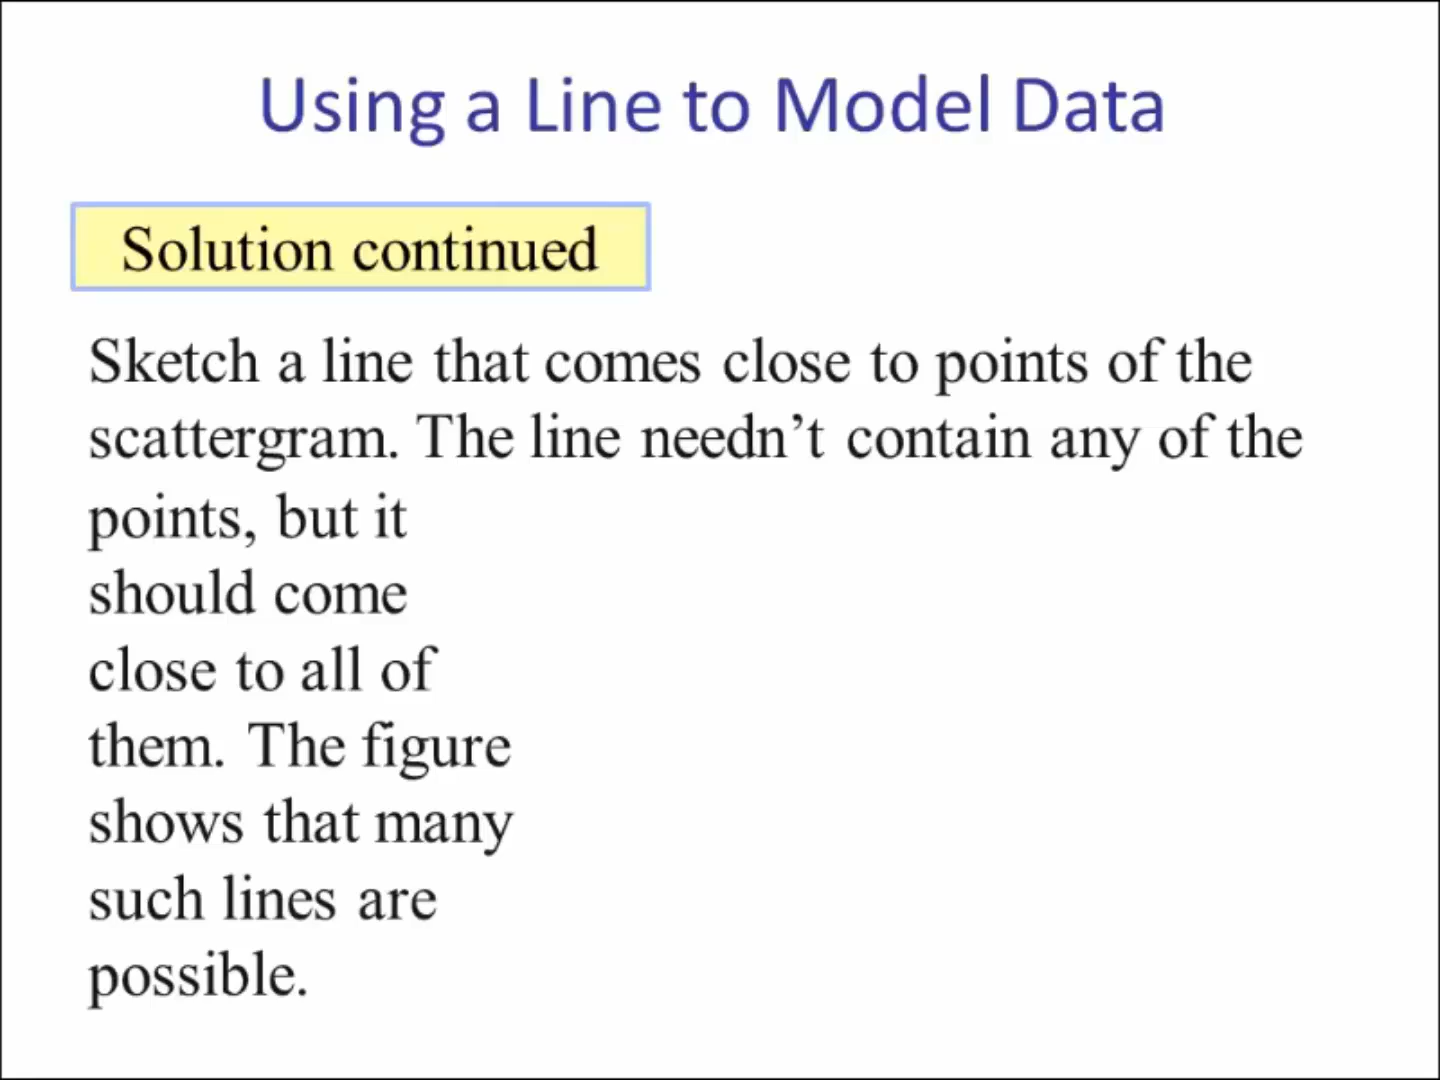 Using a Line to Model Data
Solution continued
Sketch a line that comes close to points of the
scattergram. The line needn’t contain any of the
points, but it
should come
close to all of
them. The figure
shows that many
such lines are
possible.